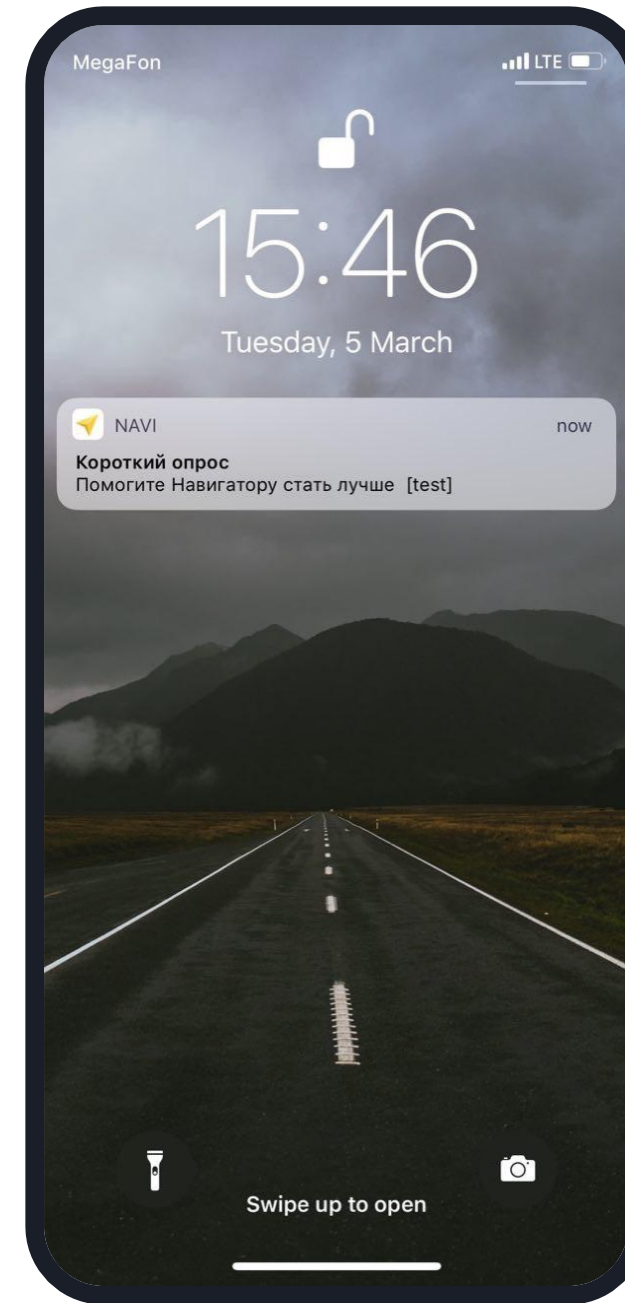 MegaFon LTE
15:46
Tuesday, 5 March
NAVI now
Короткий опрос
Помогите Навигатору стать лучше [test]
Swipe up to open